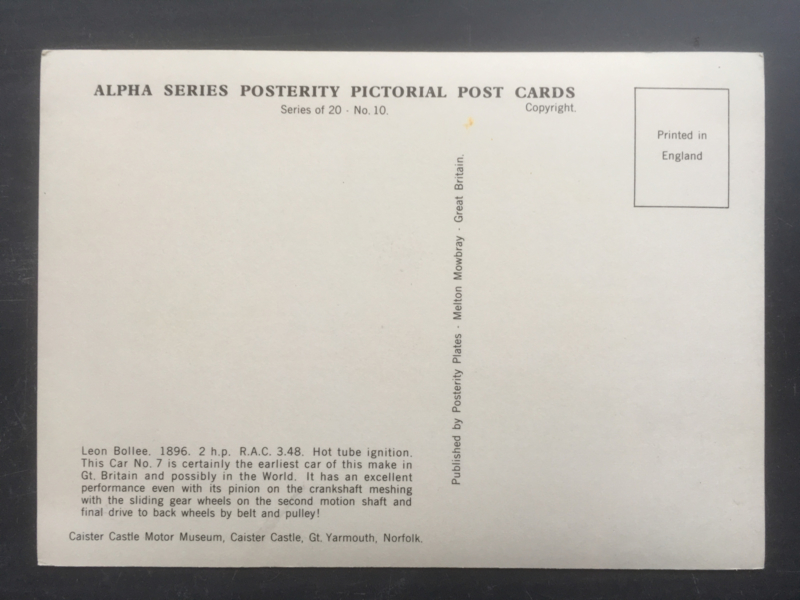 ALPHA SERIES POSTERITY PICTORIAL POST CARDS
Series of 20 - No. 10.
Copyright.
Printed in
England
Published by Posterity Plates - Melton Mowbray - Great Britain.
Leon Bollee. 1896. 2 h.p. R.A.C. 3.48. Hot tube ignition.
This Car No. 7 is certainly the earliest car of this make in
Gt. Britain and possibly in the World. It has an excellent
performance even with its pinion on the crankshaft meshing
with the sliding gear wheels on the second motion shaft and
final drive to back wheels by belt and pulley!
Caister Castle Motor Museum, Caister Castle, Gt. Yarmouth, Norfolk.